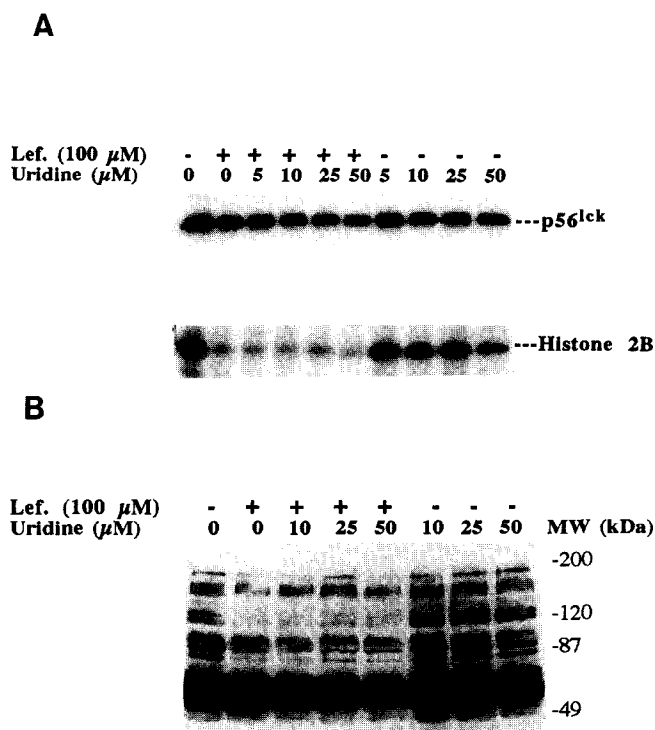 A
Lef. (100 µM) - + + + + + - - - -
Uridine (µM) 0 0 5 10 25 50 5 10 25 50
---p56lck
---Histone 2B
B
Lef. (100 µM) - + + + + - - -
Uridine (µM) 0 0 10 25 50 10 25 50 MW (kDa)
-200
-120
-87
-49